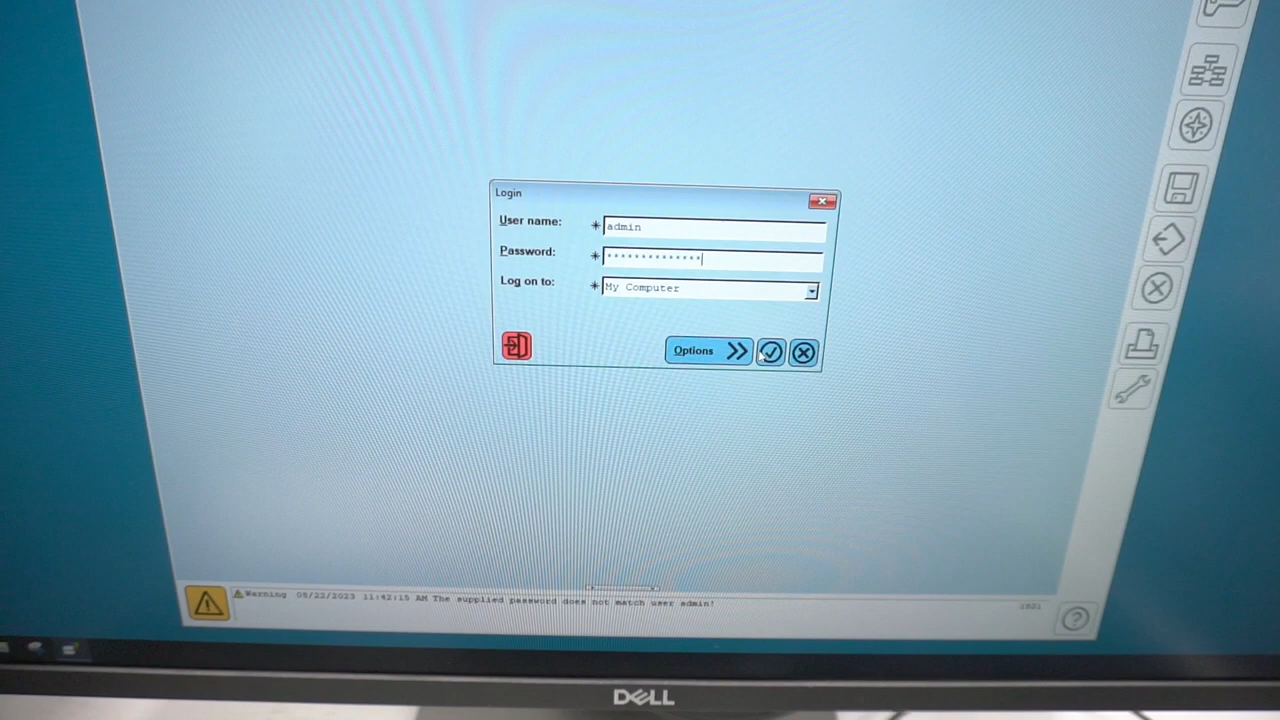 Login
User name: * admin
Password: * **************
Log on to: * My Computer
Options
Warning 05/22/2023 11:42:15 AM The supplied password does not match user admin!
DELL